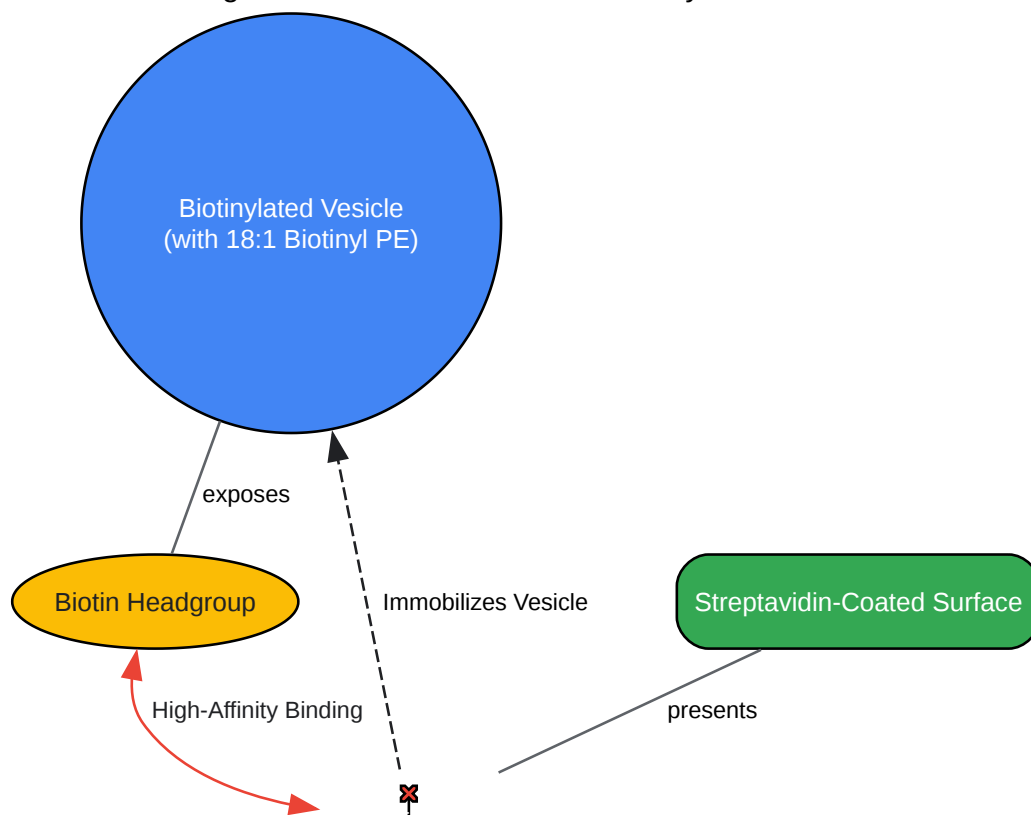 Biotinylated Vesicle
(with 18:1 Biotinyl PE)
exposes
Biotin Headgroup
Immobilizes Vesicle
Streptavidin-Coated Surface
High-Affinity Binding
presents